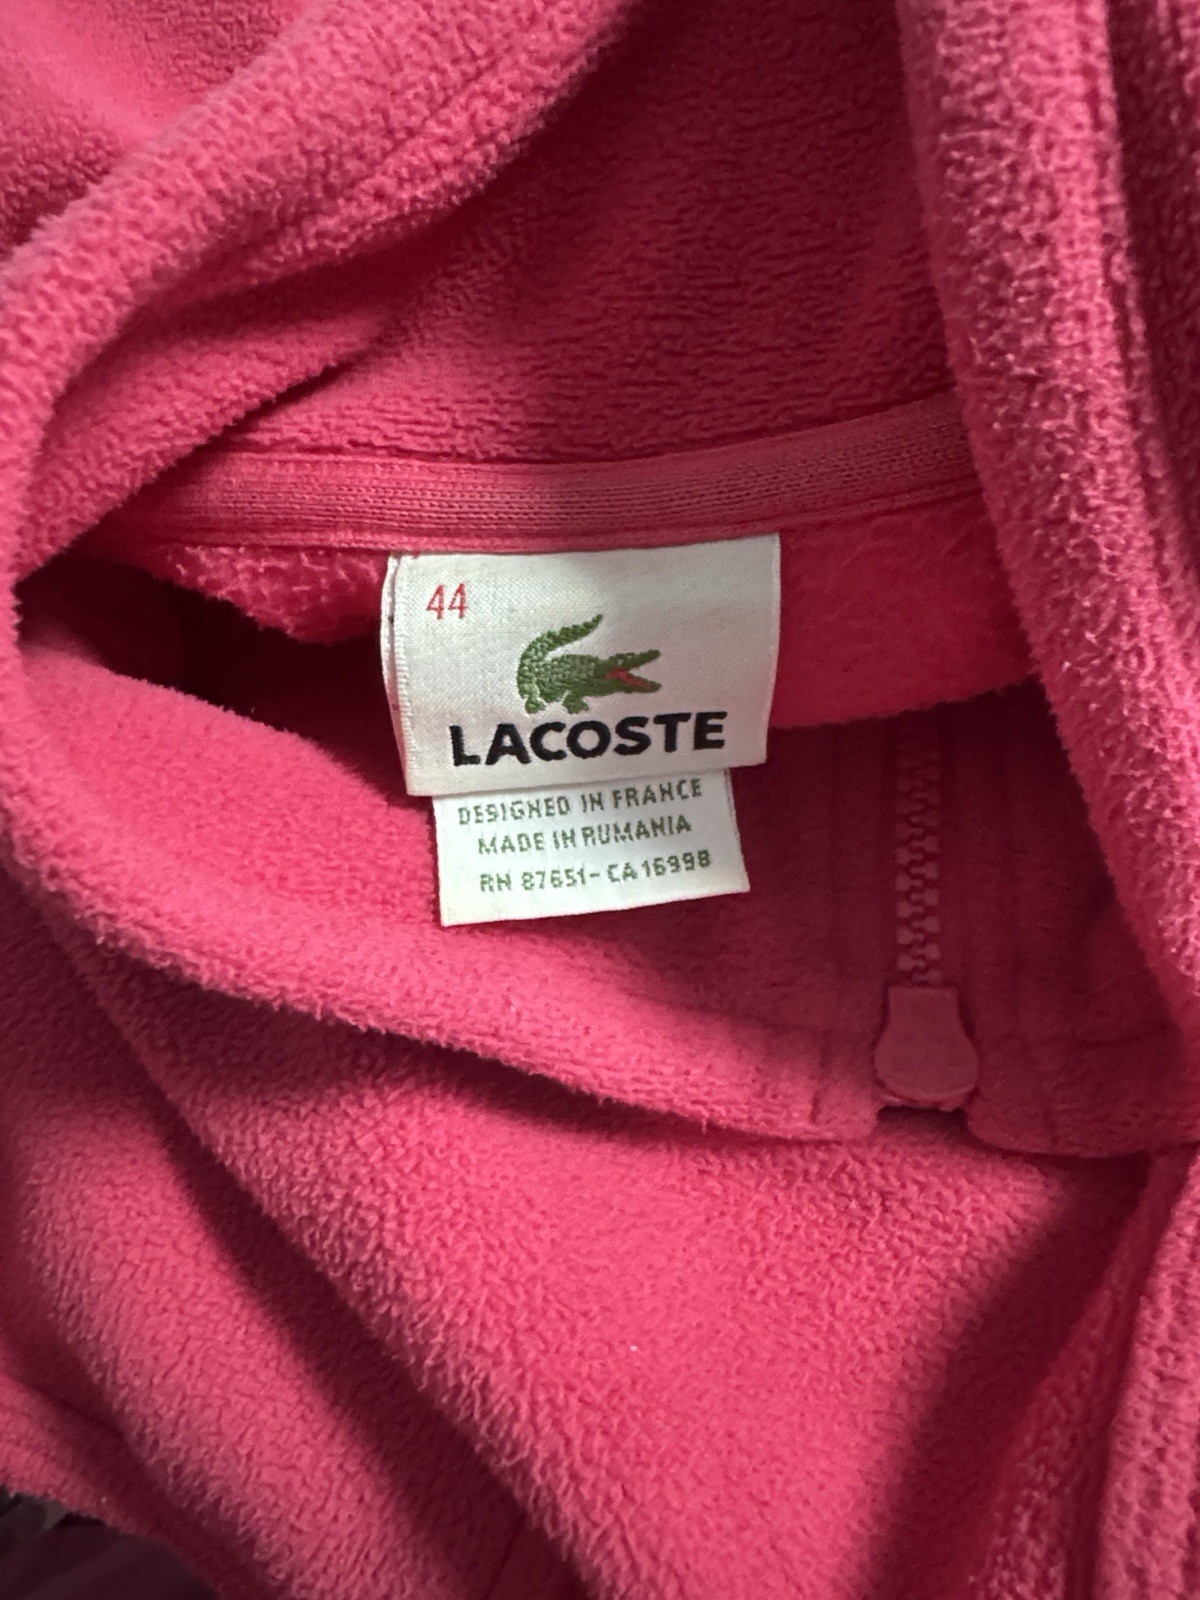 44
LACOSTE
DESIGNED IN FRANCE
MADE IN RUMANIA
RN 87651- CA 16998